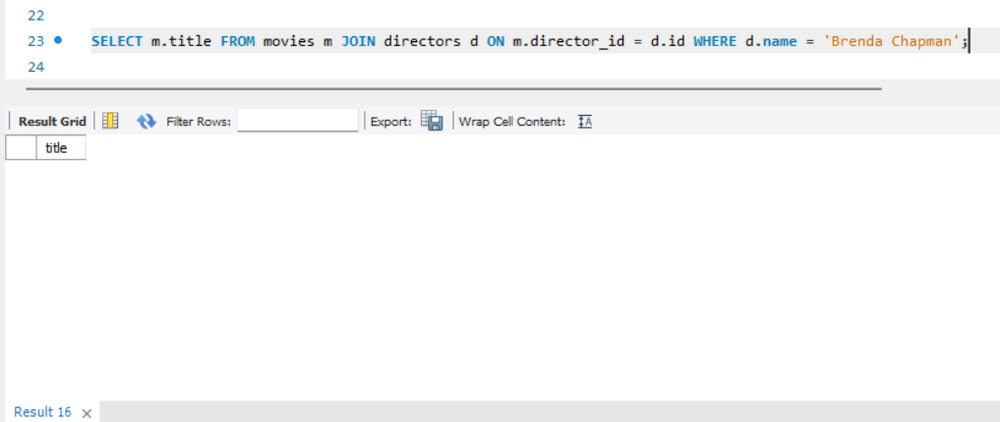 22
23 SELECT m.title FROM movies m JOIN directors d ON m.director_id = d.id WHERE d.name = 'Brenda Chapman';
24
Result Grid Filter Rows: Export: Wrap Cell Content: IA
title
Result 16 ×